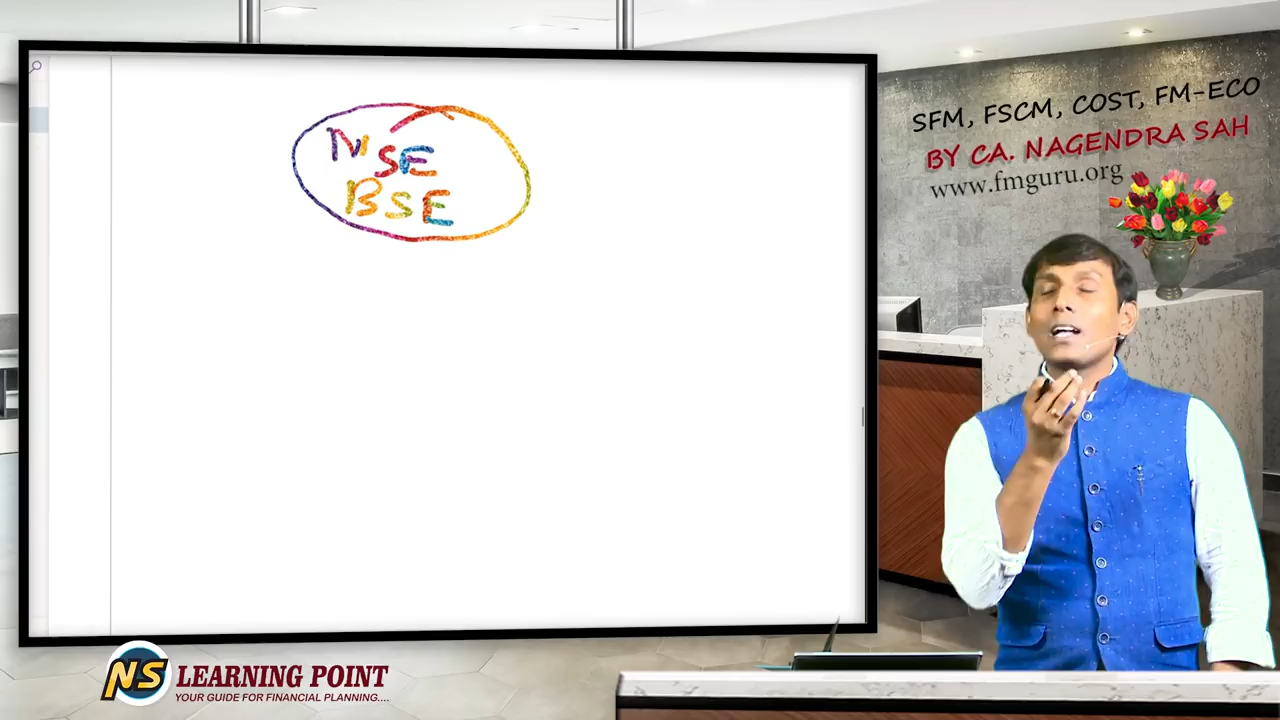 NSE
BSE
SFM, FSCM, COST, FM-ECO
BY CA. NAGENDRA SAH
www.fmguru.org
NS LEARNING POINT
YOUR GUIDE FOR FINANCIAL PLANNING....